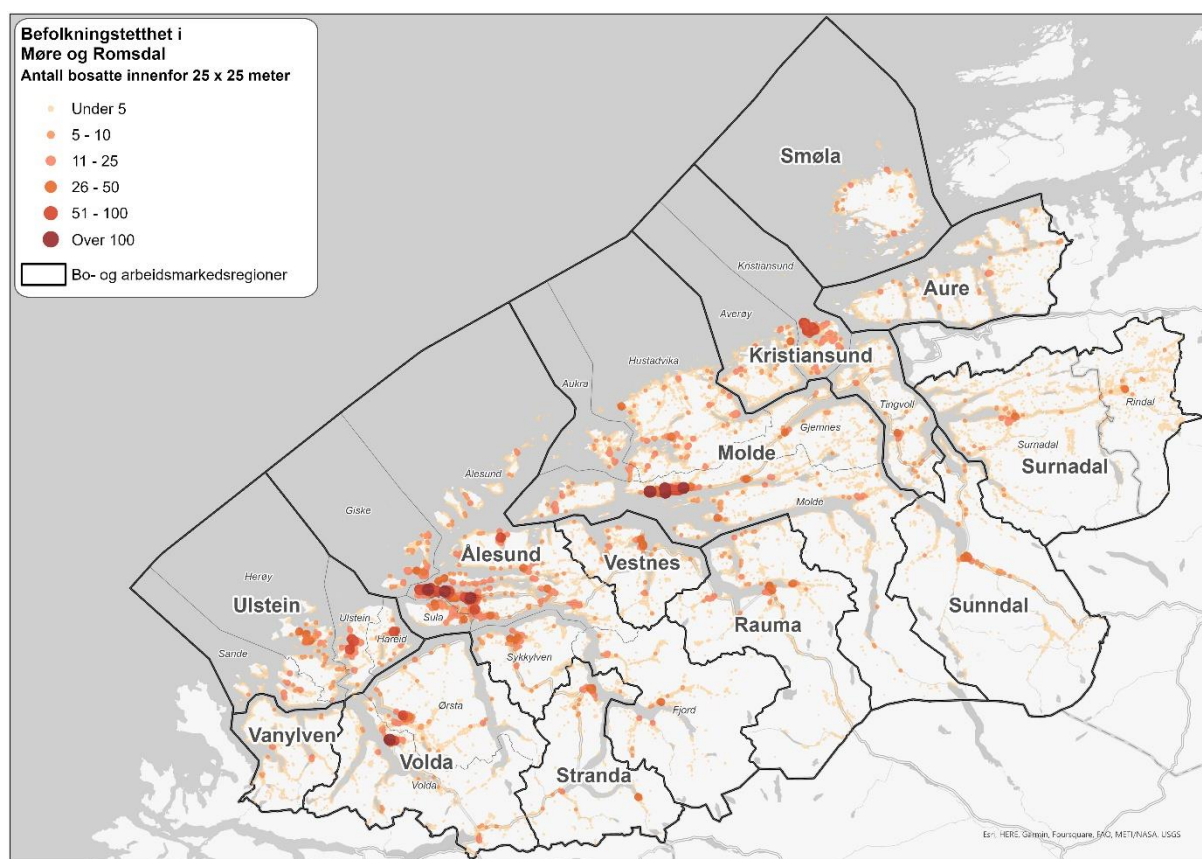 Befolkningstetthet i
Møre og Romsdal
Antall bosatte innenfor 25 x 25 meter
Under 5
5 - 10
11 - 25
26 - 50
51 - 100
Over 100
Bo- og arbeidsmarkedsregioner
Smøla
Kristiansund
Aure
Averøy
Hustadvika
Kristiansund
Aukra
Tingvoll
Rindal
Gjemnes
Surnadal
Molde
Surnadal
Ålesund
Molde
Giske
Ålesund
Vestnes
Herøy
Ulstein
Ulstein
Sula
Sunndal
Rauma
Hareid
Sande
Sykkylven
Ørsta
Fjord
Vanylven
Volda
Stranda
Volda
Esri, HERE, Garmin, Foursquare, FAO, METI/NASA, USGS